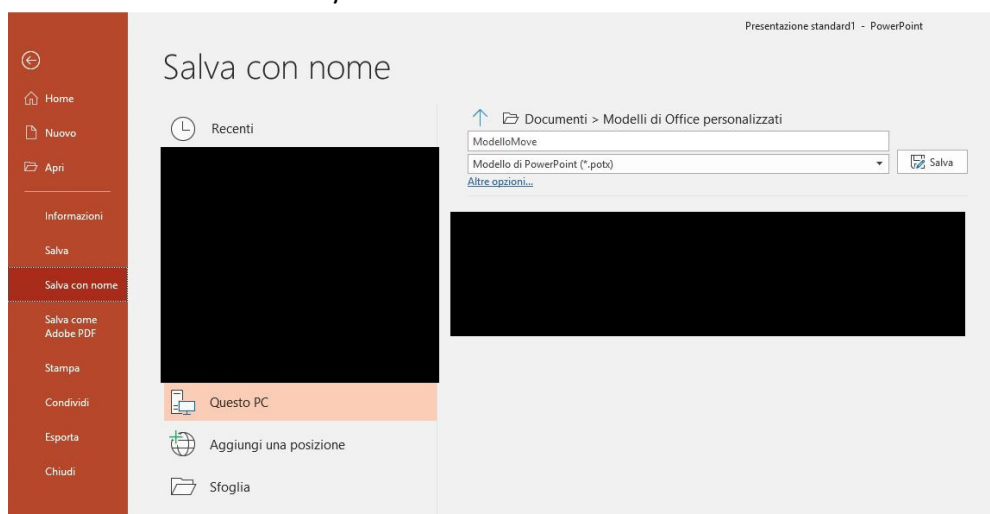 Presentazione standard1 - PowerPoint
Salva con nome
Home
Nuovo
Apri
Informazioni
Salva
Salva con nome
Salva come
Adobe PDF
Stampa
Condividi
Esporta
Chiudi
Recenti
Questo PC
Aggiungi una posizione
Sfoglia
Documenti > Modelli di Office personalizzati
ModelloMove
Modello di PowerPoint (*.potx)
Salva
Altre opzioni...